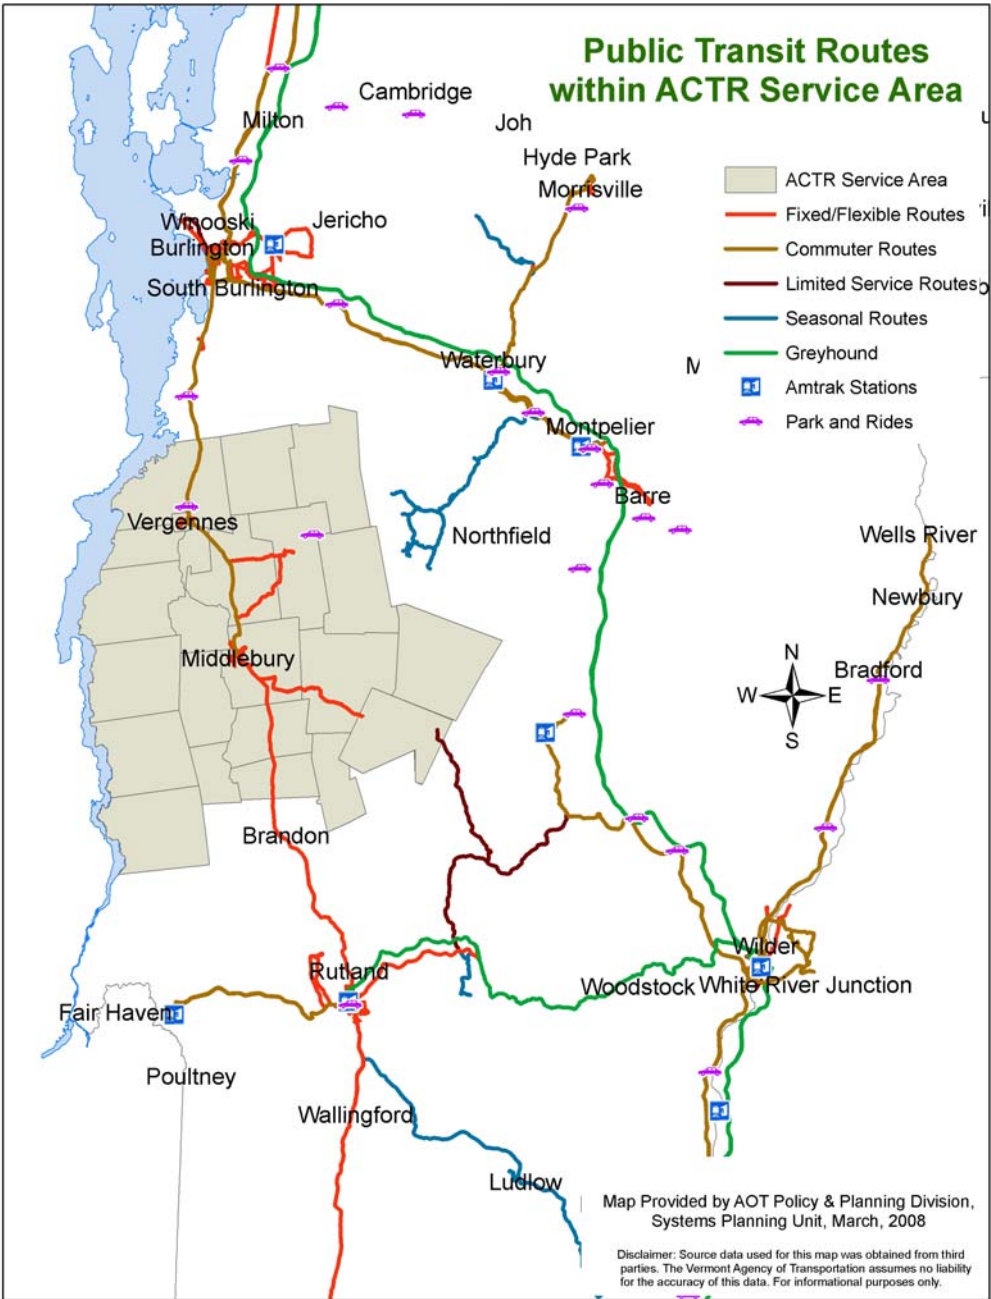 Public Transit Routes
within ACTR Service Area
Cambridge
Milton
Joh
Hyde Park
Morrisville
ACTR Service Area
Fixed/Flexible Routes
Commuter Routes
Limited Service Routes
Seasonal Routes
Greyhound
Amtrak Stations
Park and Rides
Winooski
Jericho
Burlington
South Burlington
Waterbury
M
Montpelier
Barre
Vergennes
Northfield
Wells River
Newbury
Middlebury
Bradford
N
W
E
S
Brandon
Rutland
Wilder
Woodstock
White River Junction
Fair Haven
Poultney
Wallingford
Ludlow
Map Provided by AOT Policy & Planning Division,
Systems Planning Unit, March, 2008
Disclaimer: Source data used for this map was obtained from third
parties. The Vermont Agency of Transportation assumes no liability
for the accuracy of this data. For informational purposes only.